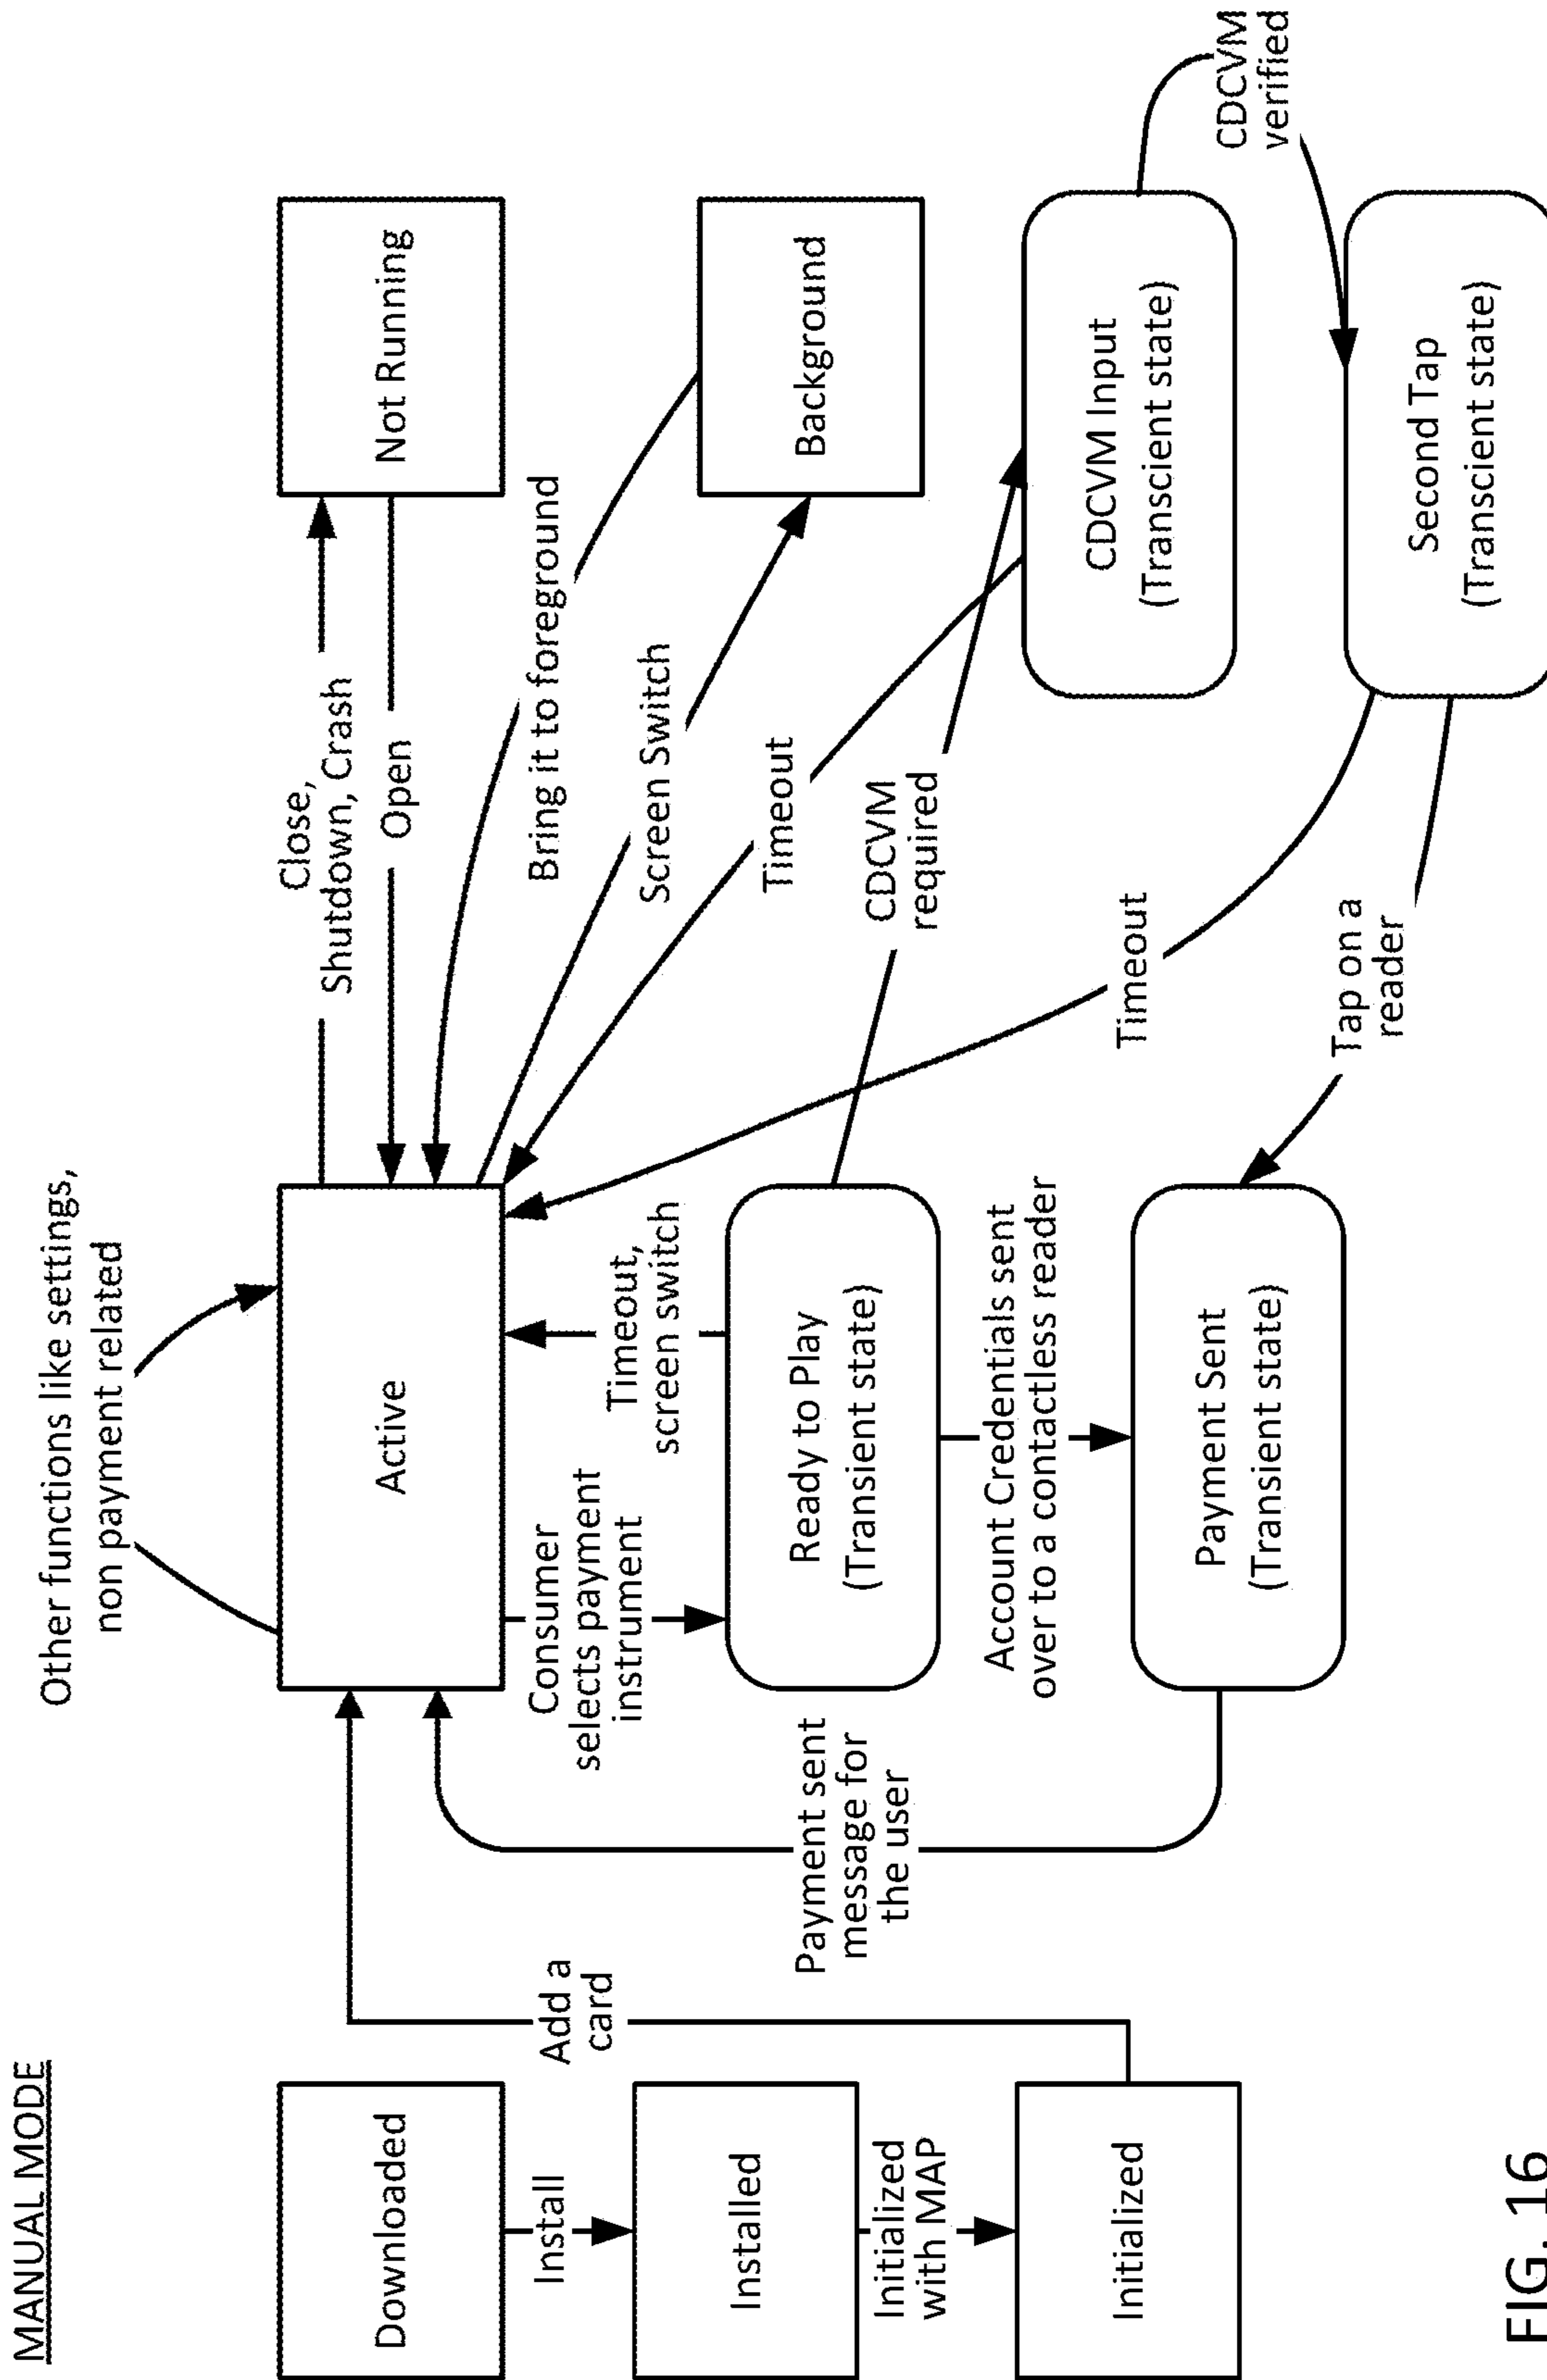 MANUAL MODE
Other functions like settings,
non payment related
Downloaded
Install
Installed
Initialized
with MAP
Initialized
Add a
card
Active
Close,
Shutdown, Crash
Open
Not Running
Bring it to foreground
Screen Switch
Background
Consumer
selects payment
instrument
Timeout,
screen switch
Timeout
CDCVM
required
Ready to Play
(Transient state)
CDCVM Input
(Transcient state)
Payment sent
message for
the user
Account Credentials sent
over to a contactless reader
Timeout
CDCVM
verified
Payment Sent
(Transient state)
Tap on a
reader
Second Tap
(Transcient state)
FIG. 16